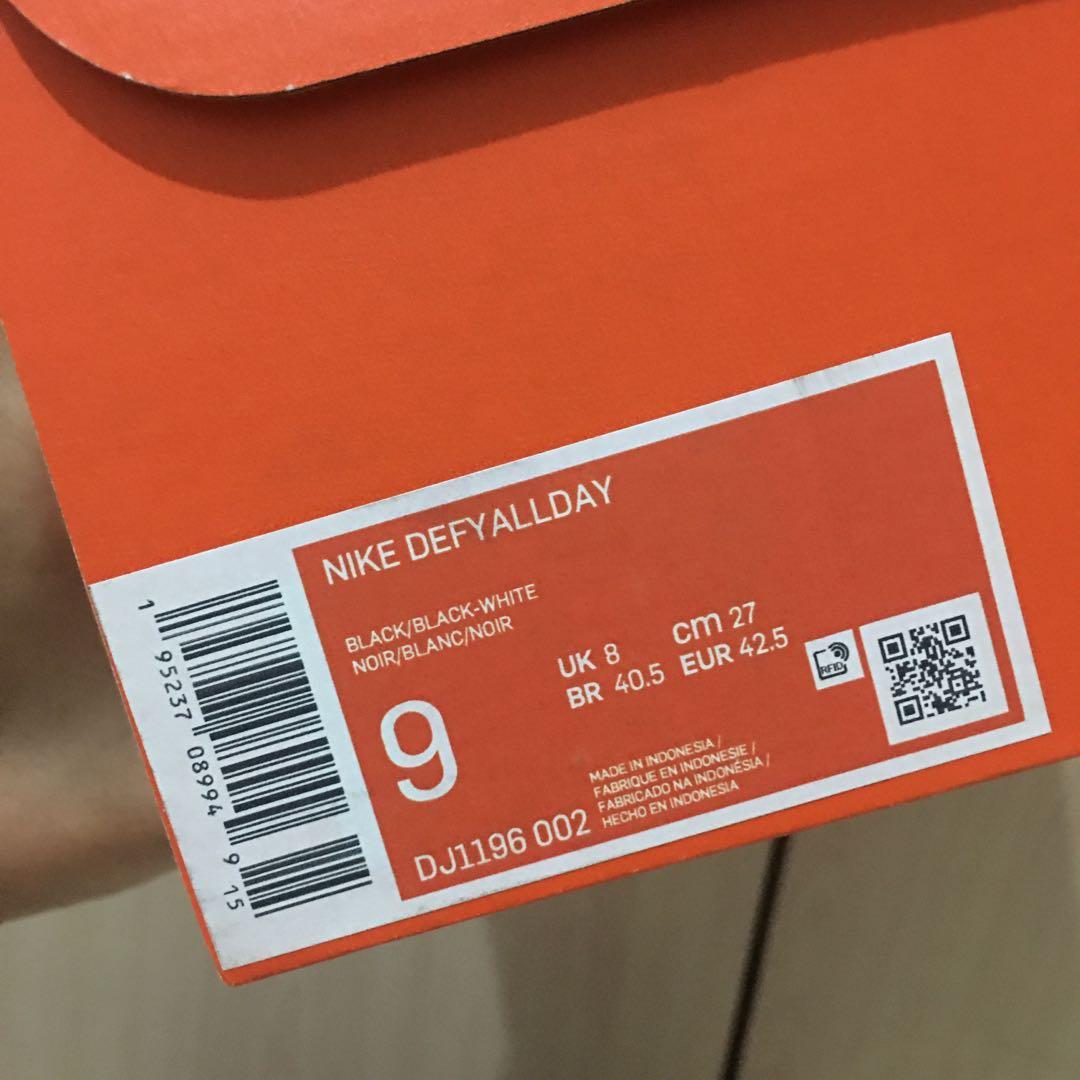 NIKE DEFYALLDAY
BLACK/BLACK-WHITE
NOIR/BLANC/NOIR
9
UK 8 cm 27
BR 40.5 EUR 42.5
RFID
MADE IN INDONESIA /
FABRIQUE EN INDONESIE /
FABRICADO NA INDONÉSIA /
HECHO EN INDONESIA
DJ1196 002
1 95237 08994 9 15